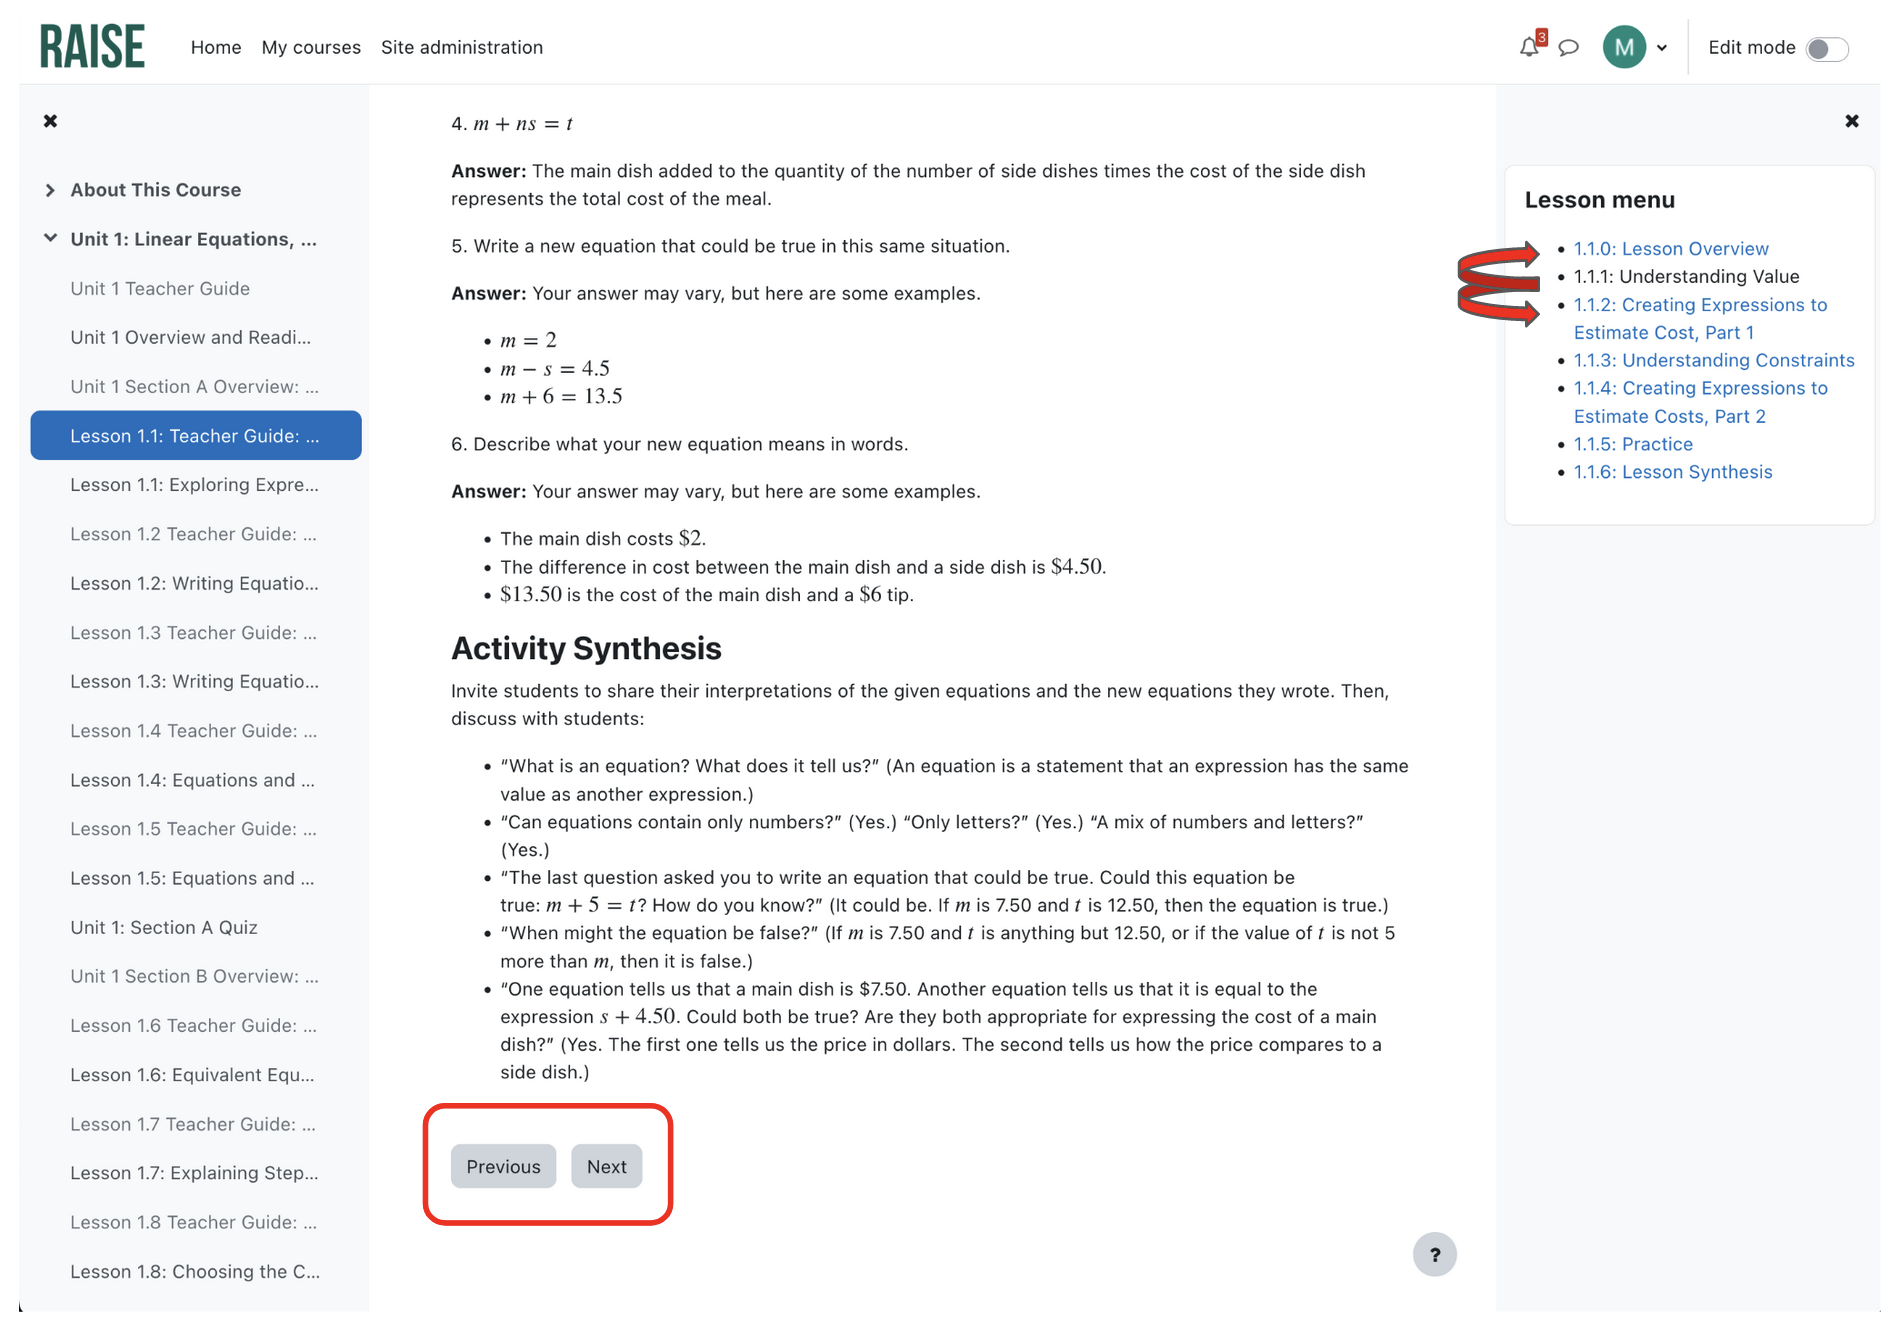 RAISE
Home My courses Site administration
3
M
Edit mode
About This Course
Unit 1: Linear Equations, ...
Unit 1 Teacher Guide
Unit 1 Overview and Readi...
Unit 1 Section A Overview: ...
Lesson 1.1: Teacher Guide: ...
Lesson 1.1: Exploring Expre...
Lesson 1.2 Teacher Guide: ...
Lesson 1.2: Writing Equatio...
Lesson 1.3 Teacher Guide: ...
Lesson 1.3: Writing Equatio...
Lesson 1.4 Teacher Guide: ...
Lesson 1.4: Equations and ...
Lesson 1.5 Teacher Guide: ...
Lesson 1.5: Equations and ...
Unit 1: Section A Quiz
Unit 1 Section B Overview: ...
Lesson 1.6 Teacher Guide: ...
Lesson 1.6: Equivalent Equ...
Lesson 1.7 Teacher Guide: ...
Lesson 1.7: Explaining Step...
Lesson 1.8 Teacher Guide: ...
Lesson 1.8: Choosing the C...
4. m + ns = t
Answer: The main dish added to the quantity of the number of side dishes times the cost of the side dish
represents the total cost of the meal.
5. Write a new equation that could be true in this same situation.
Answer: Your answer may vary, but here are some examples.
• m = 2
• m − s = 4.5
• m + 6 = 13.5
6. Describe what your new equation means in words.
Answer: Your answer may vary, but here are some examples.
• The main dish costs $2.
• The difference in cost between the main dish and a side dish is $4.50.
• $13.50 is the cost of the main dish and a $6 tip.
Activity Synthesis
Invite students to share their interpretations of the given equations and the new equations they wrote. Then,
discuss with students:
• “What is an equation? What does it tell us?” (An equation is a statement that an expression has the same
value as another expression.)
• “Can equations contain only numbers?” (Yes.) “Only letters?” (Yes.) “A mix of numbers and letters?”
(Yes.)
• “The last question asked you to write an equation that could be true. Could this equation be
true: m + 5 = t? How do you know?” (It could be. If m is 7.50 and t is 12.50, then the equation is true.)
• “When might the equation be false?” (If m is 7.50 and t is anything but 12.50, or if the value of t is not 5
more than m, then it is false.)
• “One equation tells us that a main dish is $7.50. Another equation tells us that it is equal to the
expression s + 4.50. Could both be true? Are they both appropriate for expressing the cost of a main
dish?” (Yes. The first one tells us the price in dollars. The second tells us how the price compares to a
side dish.)
Previous Next
?
Lesson menu
• 1.1.0: Lesson Overview
• 1.1.1: Understanding Value
• 1.1.2: Creating Expressions to
Estimate Cost, Part 1
• 1.1.3: Understanding Constraints
• 1.1.4: Creating Expressions to
Estimate Costs, Part 2
• 1.1.5: Practice
• 1.1.6: Lesson Synthesis